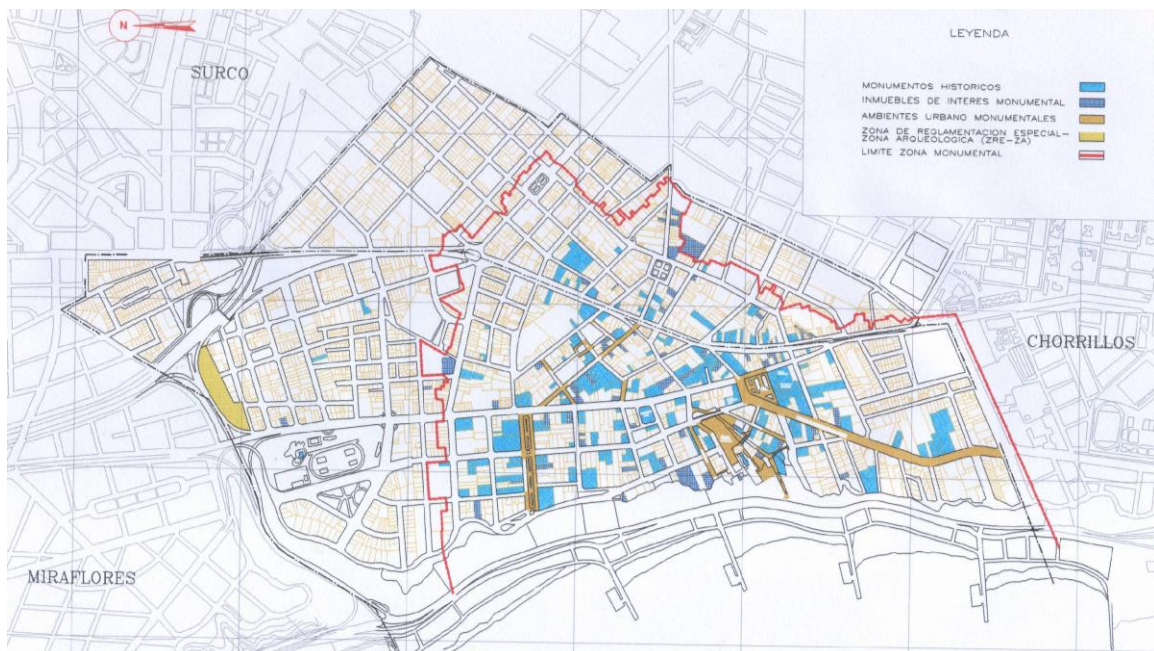 N
SURCO
LEYENDA
MONUMENTOS HISTORICOS
INMUEBLES DE INTERES MONUMENTAL
AMBIENTES URBANO MONUMENTALES
ZONA DE REGLAMENTACION ESPECIAL-
ZONA ARQUEOLOGICA (ZRE-ZA)
LIMITE ZONA MONUMENTAL
CHORRILLOS
MIRAFLORES